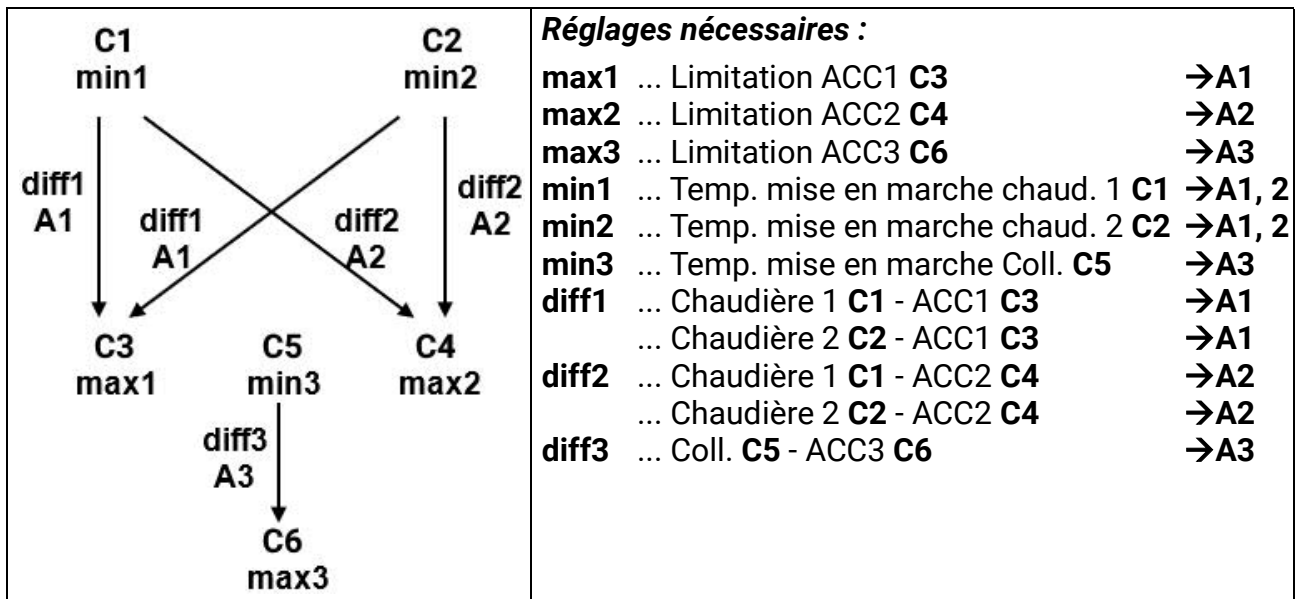 C1 C2
min1 min2
diff1 diff2
A1 diff1 diff2 A2
A1 A2
C3 C5 C4
max1 min3 max2
diff3
A3
C6
max3
Réglages nécessaires :
max1 ... Limitation ACC1 C3 →A1
max2 ... Limitation ACC2 C4 →A2
max3 ... Limitation ACC3 C6 →A3
min1 ... Temp. mise en marche chaud. 1 C1 →A1, 2
min2 ... Temp. mise en marche chaud. 2 C2 →A1, 2
min3 ... Temp. mise en marche Coll. C5 →A3
diff1 ... Chaudière 1 C1 - ACC1 C3 →A1
... Chaudière 2 C2 - ACC1 C3 →A1
diff2 ... Chaudière 1 C1 - ACC2 C4 →A2
... Chaudière 2 C2 - ACC2 C4 →A2
diff3 ... Coll. C5 - ACC3 C6 →A3